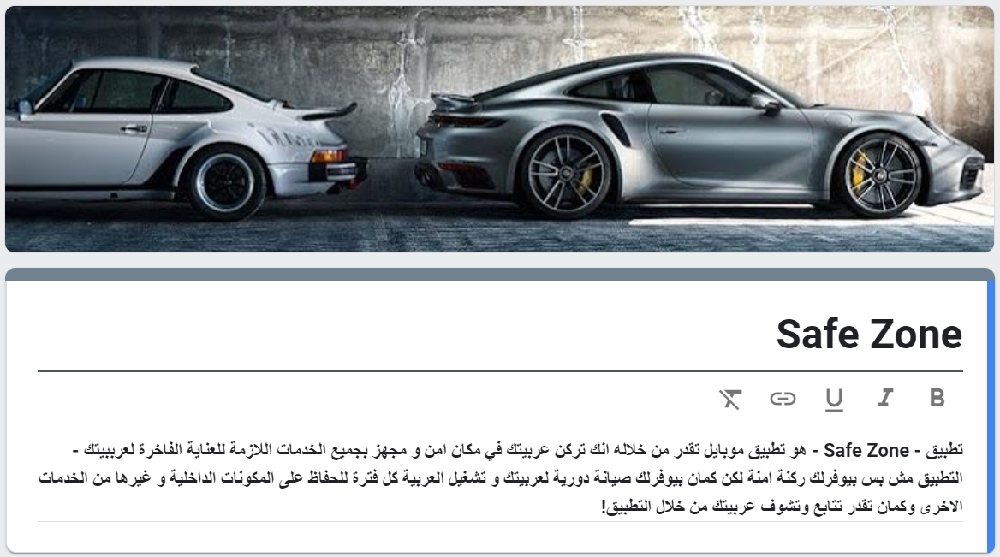 Safe Zone
B I U
تطبيق - Safe Zone - هو تطبيق موبايل تقدر من خلاله انك تركن عربيتك في مكان امن و مجهز بجميع الخدمات اللازمة للعناية الفاخرة لعرببيتك -
التطبيق مش بس بيوفرلك ركنة امنة لكن كمان بيوفرلك صيانة دورية لعربيتك و تشغيل العربية كل فترة للحفاظ على المكونات الداخلية و غيرها من الخدمات
الاخرى وكمان تقدر تتابع وتشوف عربيتك من خلال التطبيق!